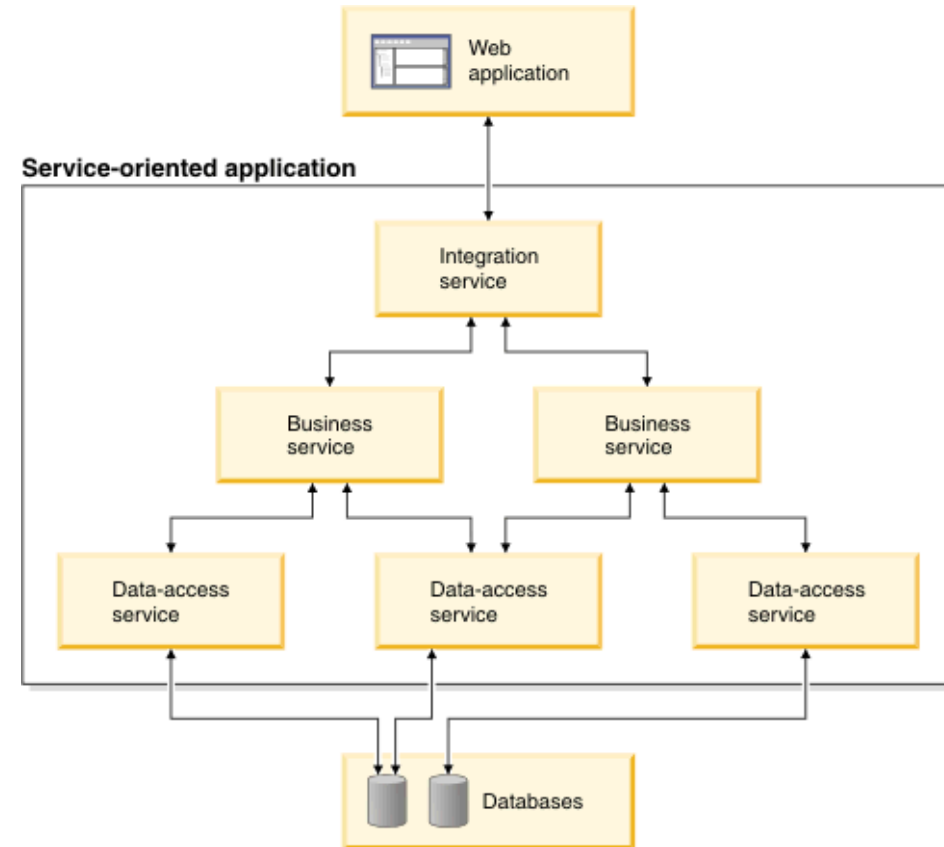 Web
application
Service-oriented application
Integration
service
Business
service
Business
service
Data-access
service
Data-access
service
Data-access
service
Databases